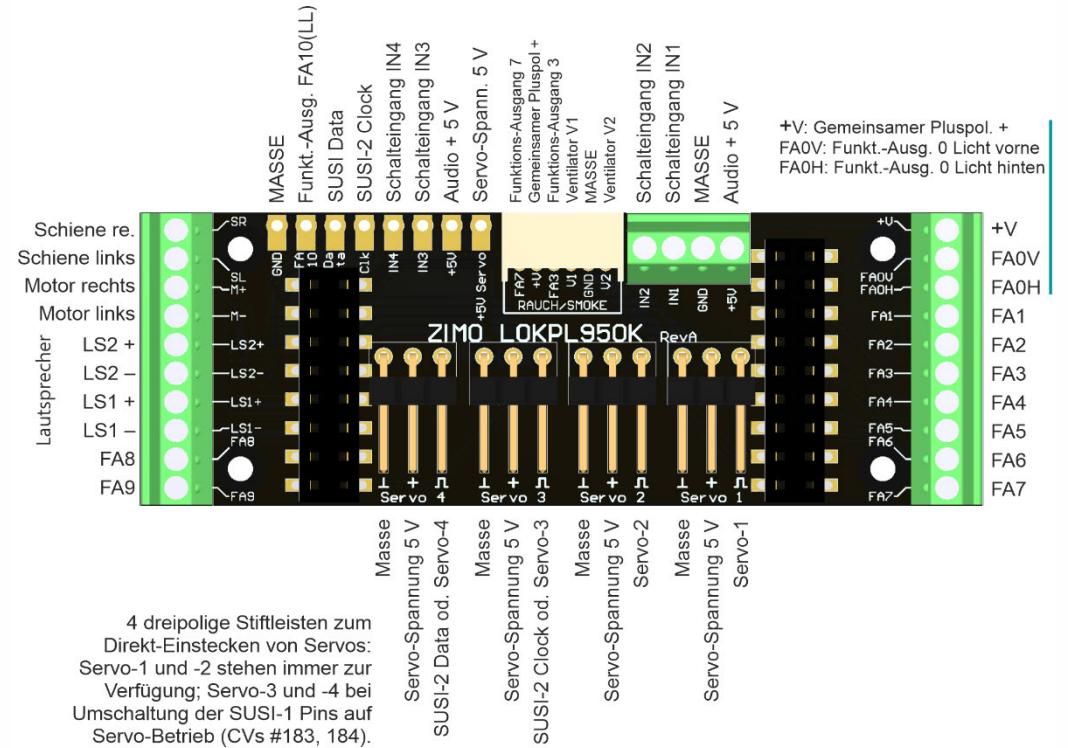 MASSE
Funkt.-Ausg. FA10(LL)
SUSI Data
SUSI-2 Clock
Schalteingang IN4
Schalteingang IN3
Audio + 5 V
Servo-Spann. 5 V
Funktions-Ausgang 7
Gemeinsamer Pluspol +
Funktions-Ausgang 3
Ventilator V1
MASSE
Ventilator V2
Schalteingang IN2
Schalteingang IN1
MASSE
Audio + 5 V
+V: Gemeinsamer Pluspol. +
FA0V: Funkt.-Ausg. 0 Licht vorne
FA0H: Funkt.-Ausg. 0 Licht hinten
Schiene re.
Schiene links
Motor rechts
Motor links
Lautsprecher
LS2 +
LS2 –
LS1 +
LS1 –
FA8
FA9
SR
SL
M+
M-
LS2+
LS2-
LS1+
LS1-
FA8
FA9
GND
FA
10
Da
ta
Clk
IN4
IN3
+5V
+5V Servo
FA7
+V
FA3
V1
GND
V2
RAUCH/SMOKE
IN2
IN1
GND
+5V
ZIMO LOKPL950K RevA
+V
FA0V
FA0H
FA1
FA2
FA3
FA4
FA5
FA6
FA7
+V
FA0V
FA0H
FA1
FA2
FA3
FA4
FA5
FA6
FA7
Servo 4
Servo 3
Servo 2
Servo 1
Masse
Servo-Spannung 5 V
SUSI-2 Data od. Servo-4
Masse
Servo-Spannung 5 V
SUSI-2 Clock od. Servo-3
Masse
Servo-Spannung 5 V
Servo-2
Masse
Servo-Spannung 5 V
Servo-1
4 dreipolige Stiftleisten zum
Direkt-Einstecken von Servos:
Servo-1 und -2 stehen immer zur
Verfügung; Servo-3 und -4 bei
Umschaltung der SUSI-1 Pins auf
Servo-Betrieb (CVs #183, 184).